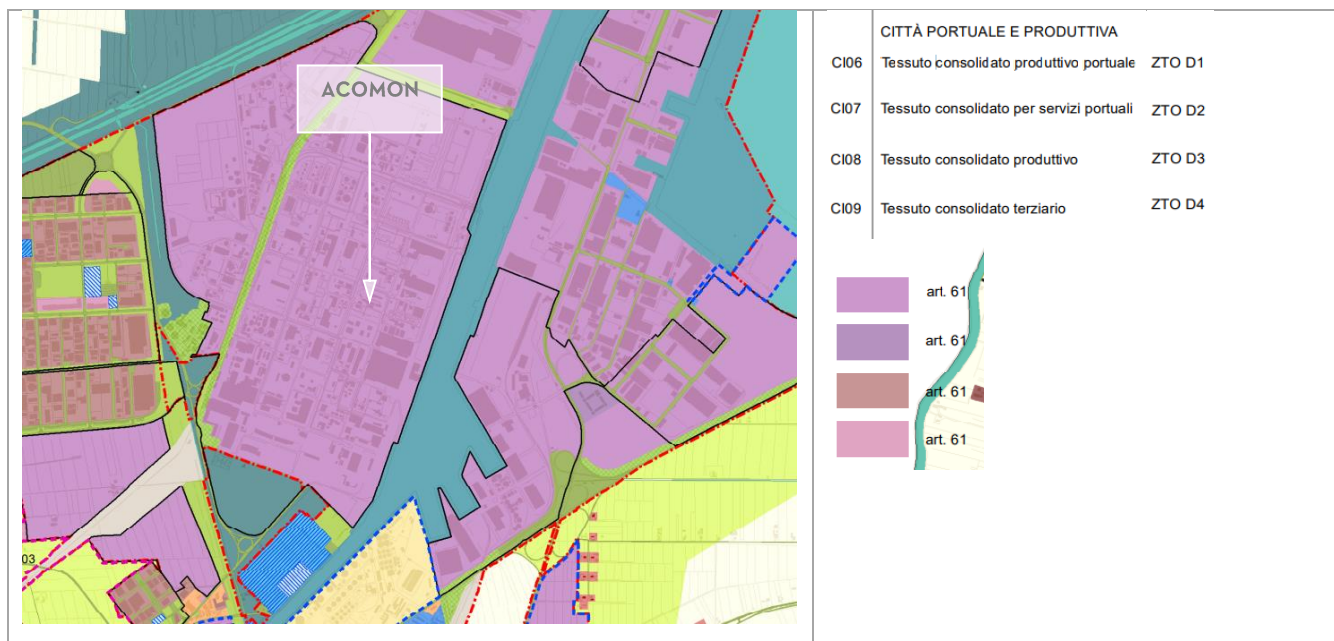 ACOMON
03
CITTÀ PORTUALE E PRODUTTIVA
CI06 Tessuto consolidato produttivo portuale ZTO D1
CI07 Tessuto consolidato per servizi portuali ZTO D2
CI08 Tessuto consolidato produttivo ZTO D3
CI09 Tessuto consolidato terziario ZTO D4
art. 61
art. 61
art. 61
art. 61